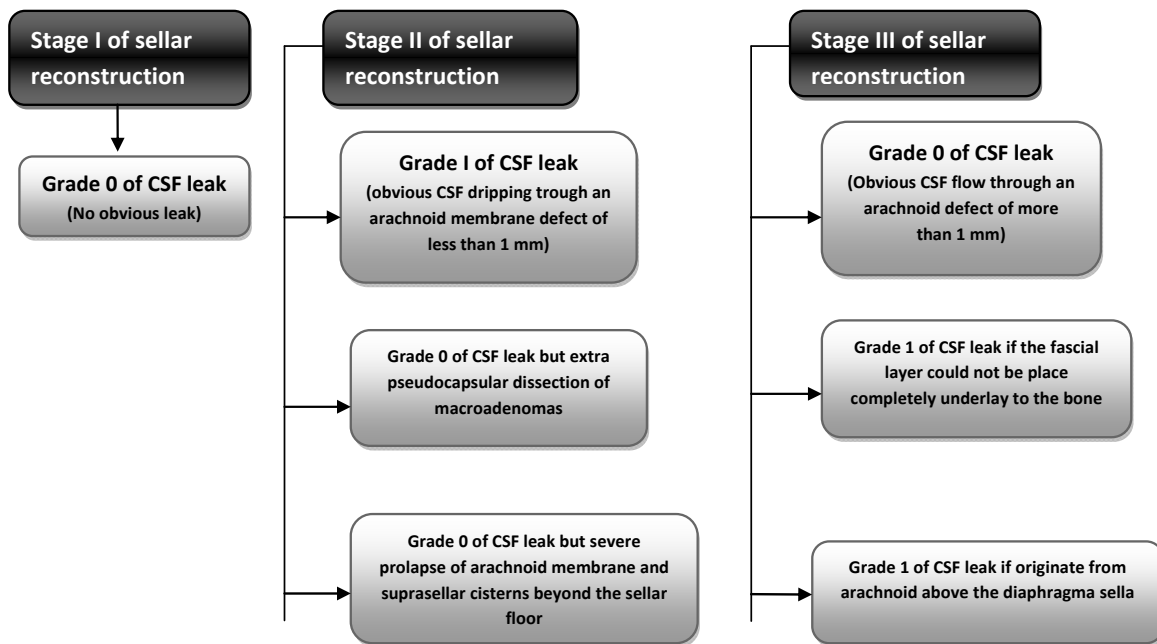 Stage I of sellar
reconstruction
Grade 0 of CSF leak
(No obvious leak)
Stage II of sellar
reconstruction
Grade I of CSF leak
(obvious CSF dripping trough an
arachnoid membrane defect of
less than 1 mm)
Grade 0 of CSF leak but extra
pseudocapsular dissection of
macroadenomas
Grade 0 of CSF leak but severe
prolapse of arachnoid membrane and
suprasellar cisterns beyond the sellar
floor
Stage III of sellar
reconstruction
Grade 0 of CSF leak
(Obvious CSF flow through an
arachnoid defect of more
than 1 mm)
Grade 1 of CSF leak if the fascial
layer could not be place
completely underlay to the bone
Grade 1 of CSF leak if originate from
arachnoid above the diaphragma sella